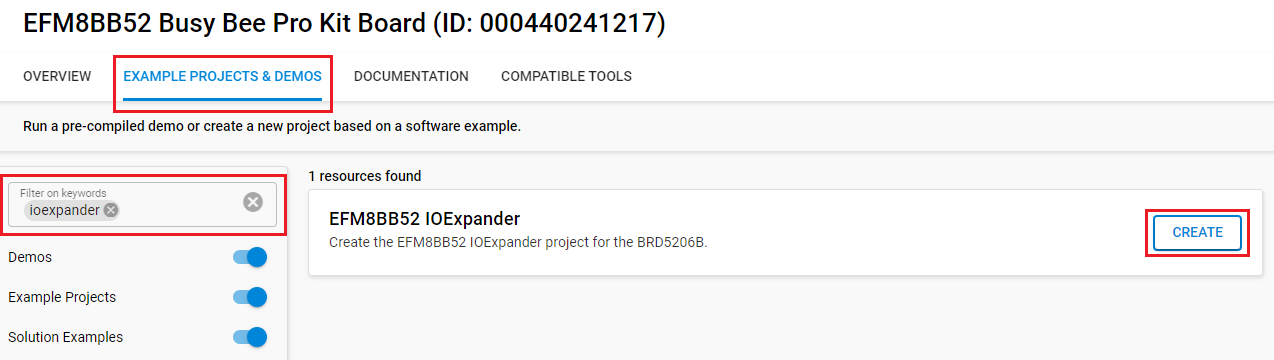 EFM8BB52 Busy Bee Pro Kit Board (ID: 000440241217)
OVERVIEW
EXAMPLE PROJECTS & DEMOS
DOCUMENTATION
COMPATIBLE TOOLS
Run a pre-compiled demo or create a new project based on a software example.
Filter on keywords
ioexpander
Demos
Example Projects
Solution Examples
1 resources found
EFM8BB52 IOExpander
Create the EFM8BB52 IOExpander project for the BRD5206B.
CREATE